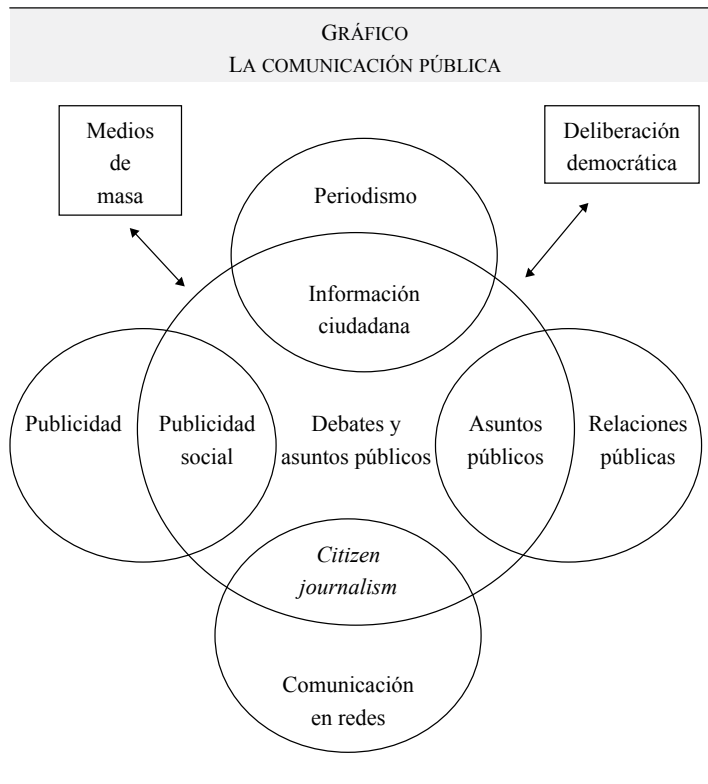 GRÁFICO
LA COMUNICACIÓN PÚBLICA
Medios
de
masa
Deliberación
democrática
Periodismo
Información
ciudadana
Publicidad
Publicidad
social
Debates y
asuntos públicos
Asuntos
públicos
Relaciones
públicas
Citizen
journalism
Comunicación
en redes